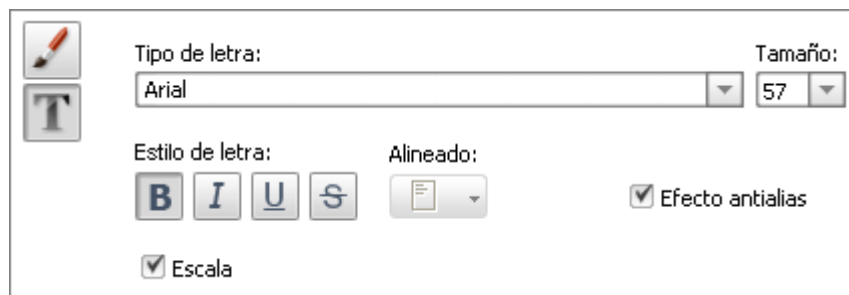 Tipo de letra: Tamaño:
T Arial 57
Estilo de letra: Alineado:
B I U S Efecto antialias
Escala